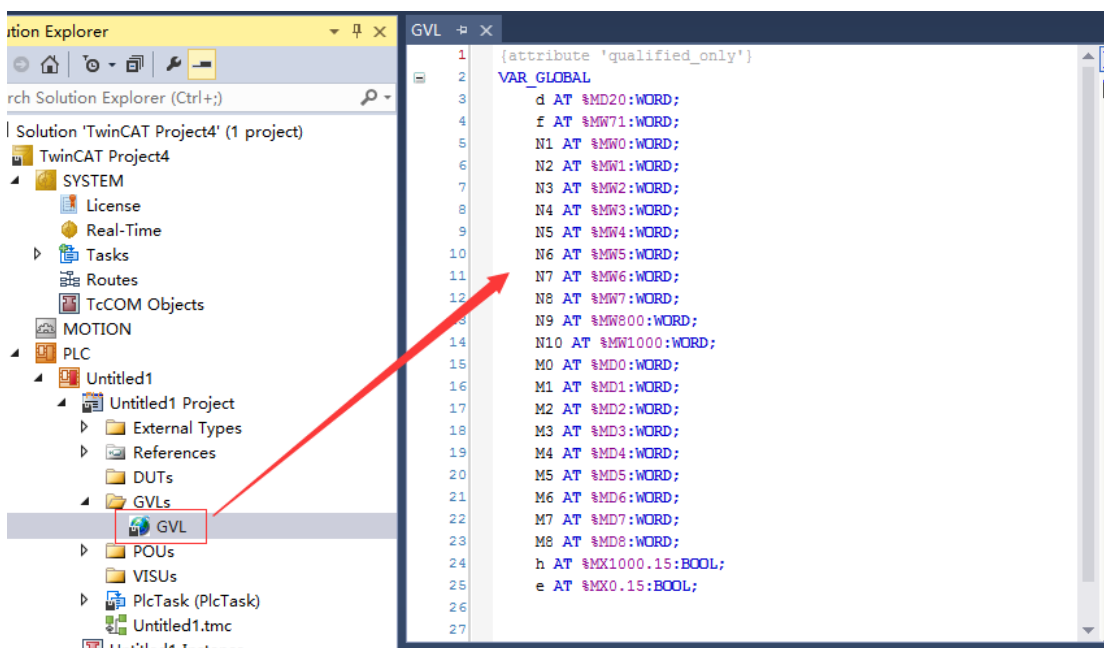 ution Explorer
rch Solution Explorer (Ctrl+;)
Solution 'TwinCAT Project4' (1 project)
TwinCAT Project4
SYSTEM
License
Real-Time
Tasks
Routes
TcCOM Objects
MOTION
PLC
Untitled1
Untitled1 Project
External Types
References
DUTs
GVLs
GVL
POUs
VISUs
PlcTask (PlcTask)
Untitled1.tmc
Untitled1 Instance
GVL
1 {attribute 'qualified_only'}
2 VAR_GLOBAL
3 d AT %MD20:WORD;
4 f AT %MW71:WORD;
5 N1 AT %MW0:WORD;
6 N2 AT %MW1:WORD;
7 N3 AT %MW2:WORD;
8 N4 AT %MW3:WORD;
9 N5 AT %MW4:WORD;
10 N6 AT %MW5:WORD;
11 N7 AT %MW6:WORD;
12 N8 AT %MW7:WORD;
13 N9 AT %MW800:WORD;
14 N10 AT %MW1000:WORD;
15 M0 AT %MD0:WORD;
16 M1 AT %MD1:WORD;
17 M2 AT %MD2:WORD;
18 M3 AT %MD3:WORD;
19 M4 AT %MD4:WORD;
20 M5 AT %MD5:WORD;
21 M6 AT %MD6:WORD;
22 M7 AT %MD7:WORD;
23 M8 AT %MD8:WORD;
24 h AT %MX1000.15:BOOL;
25 e AT %MX0.15:BOOL;
26
27